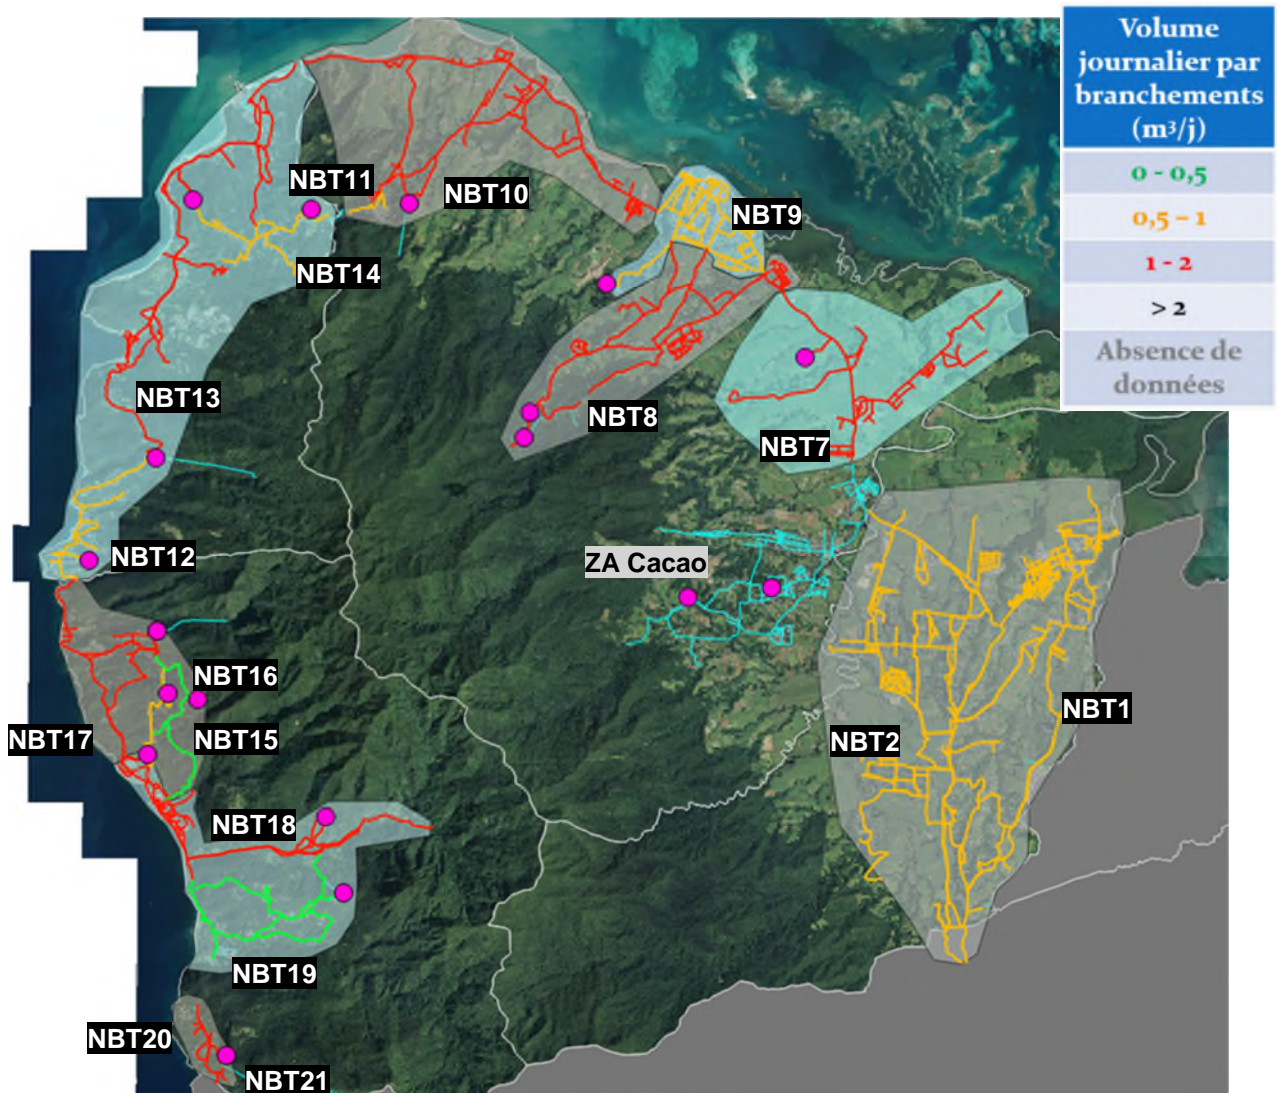 Volume
journalier par
branchements
(m³/j)
0 - 0,5
0,5 – 1
1 - 2
> 2
Absence de
données
NBT11
NBT10
NBT9
NBT14
NBT13
NBT8
NBT7
NBT12
ZA Cacao
NBT16
NBT17
NBT15
NBT2
NBT1
NBT18
NBT19
NBT20
NBT21